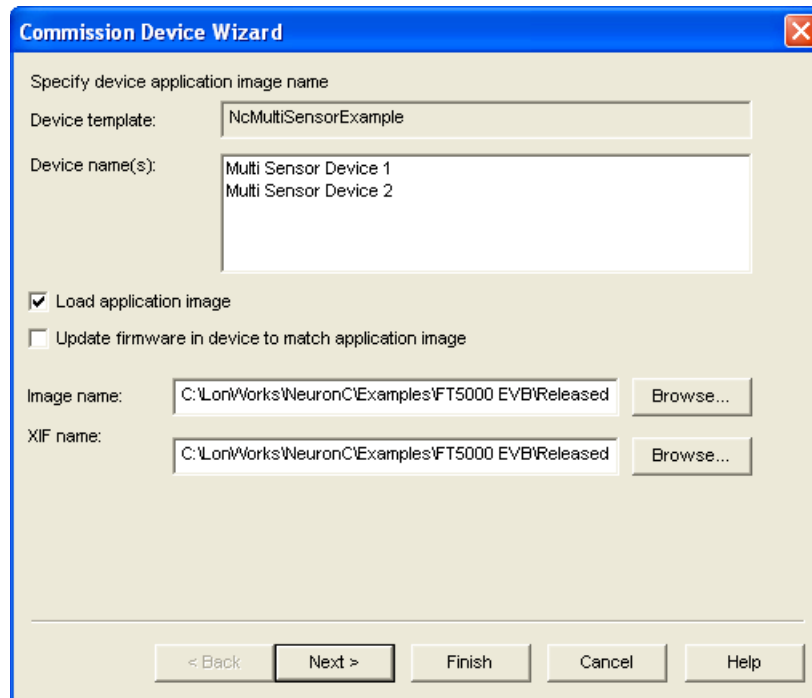 Commission Device Wizard
Specify device application image name
Device template: NcMultiSensorExample
Device name(s): Multi Sensor Device 1
Multi Sensor Device 2
Load application image
Update firmware in device to match application image
Image name: C:\LonWorks\NeuronC\Examples\FT5000 EVB\Released Browse...
XIF name: C:\LonWorks\NeuronC\Examples\FT5000 EVB\Released Browse...
< Back Next > Finish Cancel Help